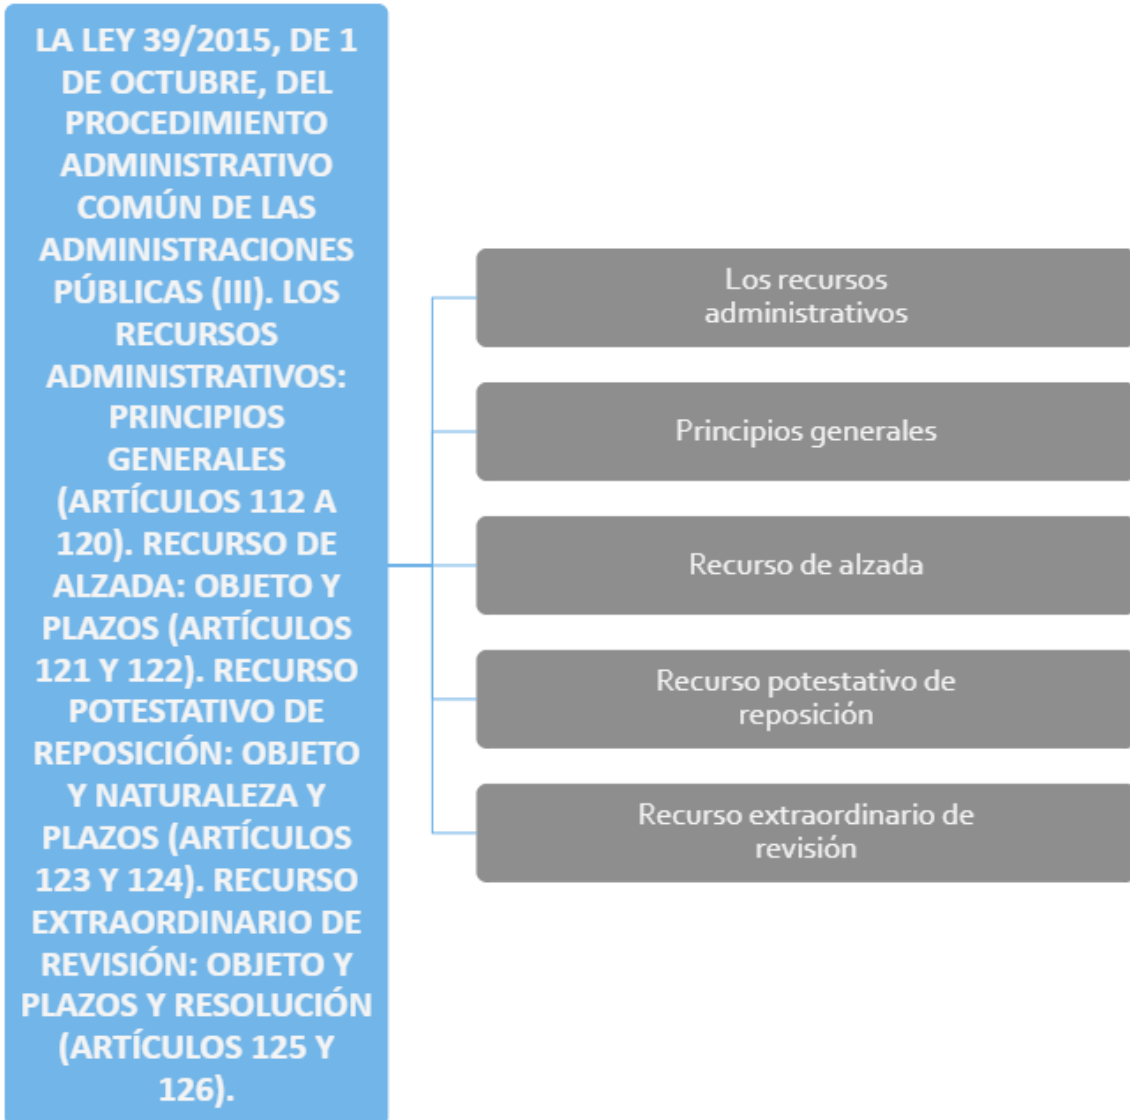 LA LEY 39/2015, DE 1
DE OCTUBRE, DEL
PROCEDIMIENTO
ADMINISTRATIVO
COMÚN DE LAS
ADMINISTRACIONES
PÚBLICAS (III). LOS
RECURSOS
ADMINISTRATIVOS:
PRINCIPIOS
GENERALES
(ARTÍCULOS 112 A
120). RECURSO DE
ALZADA: OBJETO Y
PLAZOS (ARTÍCULOS
121 Y 122). RECURSO
POTESTATIVO DE
REPOSICIÓN: OBJETO
Y NATURALEZA Y
PLAZOS (ARTÍCULOS
123 Y 124). RECURSO
EXTRAORDINARIO DE
REVISIÓN: OBJETO Y
PLAZOS Y RESOLUCIÓN
(ARTÍCULOS 125 Y
126).
Los recursos
administrativos
Principios generales
Recurso de alzada
Recurso potestativo de
reposición
Recurso extraordinario de
revisión